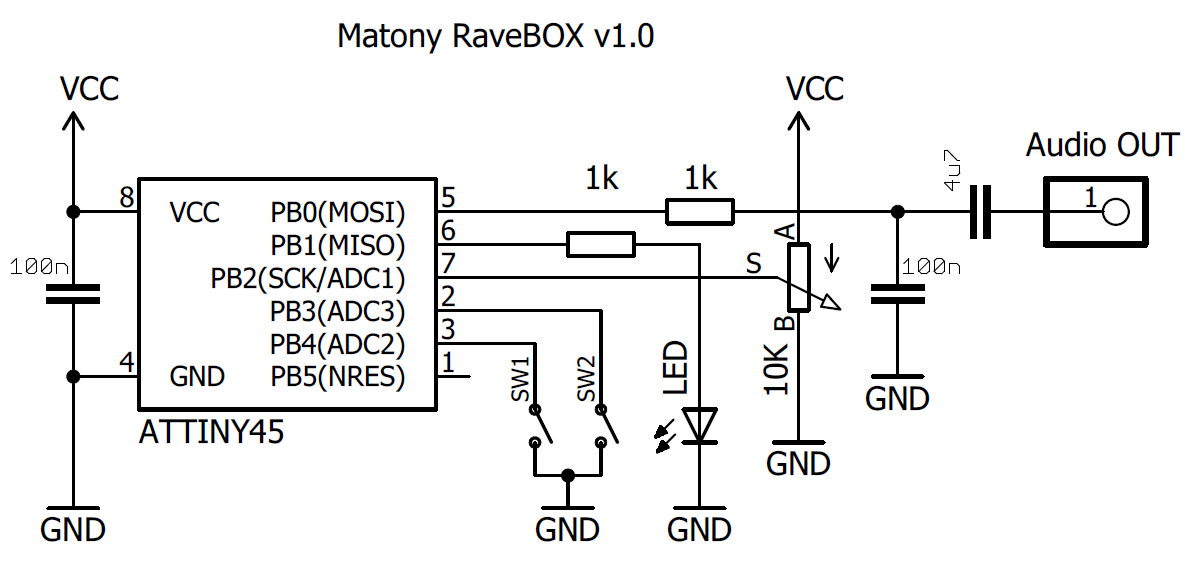 Matony RaveBOX v1.0
VCC
VCC
Audio OUT
4u7
1k
1k
1
8
VCC
PB0(MOSI)
5
A
6
PB1(MISO)
100n
PB2(SCK/ADC1)
7
S
100n
2
PB3(ADC3)
B
3
PB4(ADC2)
4
GND
PB5(NRES)
1
SW1
SW2
LED
10K
GND
ATTINY45
GND
GND
GND
GND